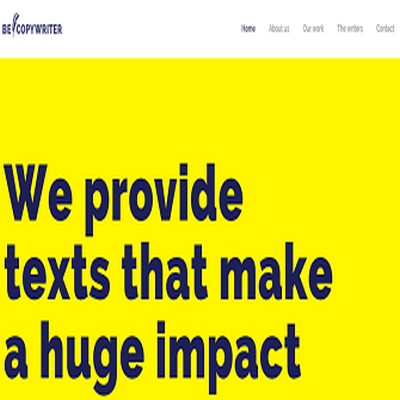 BE COPYWRITER
Home About us Our work The writers Contact
We provide
texts that make
a huge impact